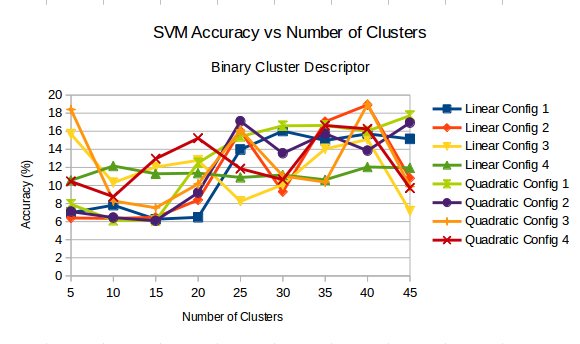 SVM Accuracy vs Number of Clusters
Binary Cluster Descriptor
20
18
16
14
12
10
8
6
4
2
0
Accuracy (%)
5 10 15 20 25 30 35 40 45
Number of Clusters
Linear Config 1
Linear Config 2
Linear Config 3
Linear Config 4
Quadratic Config 1
Quadratic Config 2
Quadratic Config 3
Quadratic Config 4